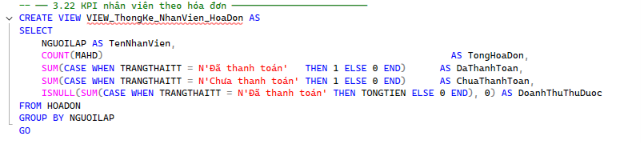 -- ── 3.22 KPI nhân viên theo hóa đơn ────────────────────────
CREATE VIEW VIEW_ThongKe_NhanVien_HoaDon AS
SELECT
    NGUOILAP AS TenNhanVien,
    COUNT(MAHD)                                                          AS TongHoaDon,
    SUM(CASE WHEN TRANGTHAITT = N'Đã thanh toán'   THEN 1 ELSE 0 END)      AS DaThanhToan,
    SUM(CASE WHEN TRANGTHAITT = N'Chưa thanh toán' THEN 1 ELSE 0 END)      AS ChuaThanhToan,
    ISNULL(SUM(CASE WHEN TRANGTHAITT = N'Đã thanh toán' THEN TONGTIEN ELSE 0 END), 0) AS DoanhThuThuDuoc
FROM HOADON
GROUP BY NGUOILAP
GO